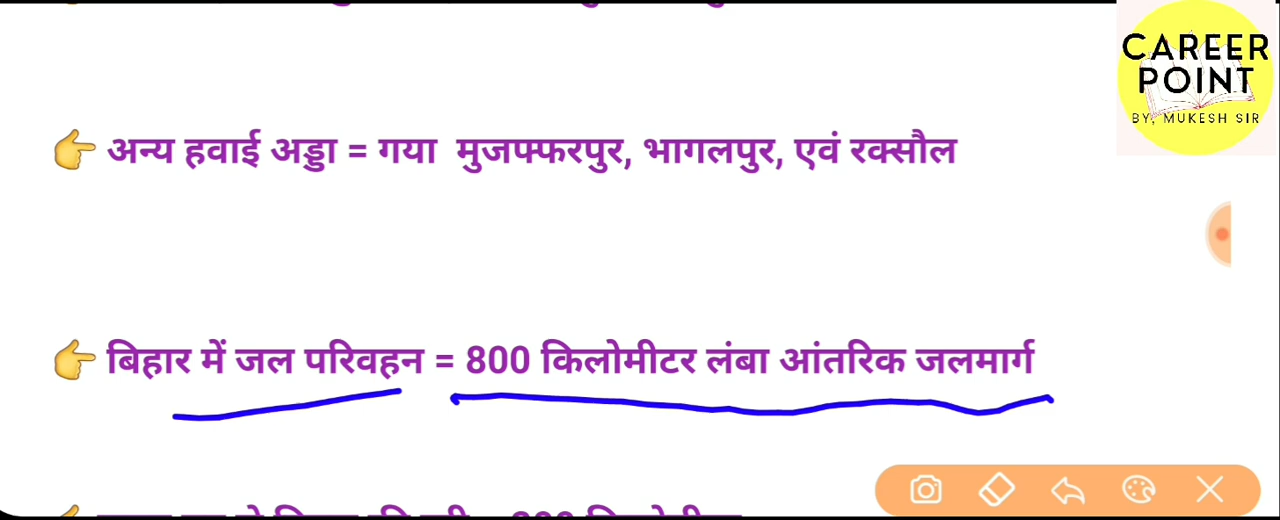 CAREER
POINT
BY, MUKESH SIR
👉 अन्य हवाई अड्डा = गया मुजफ्फरपुर, भागलपुर, एवं रक्सौल
👉 बिहार में जल परिवहन = 800 किलोमीटर लंबा आंतरिक जलमार्ग